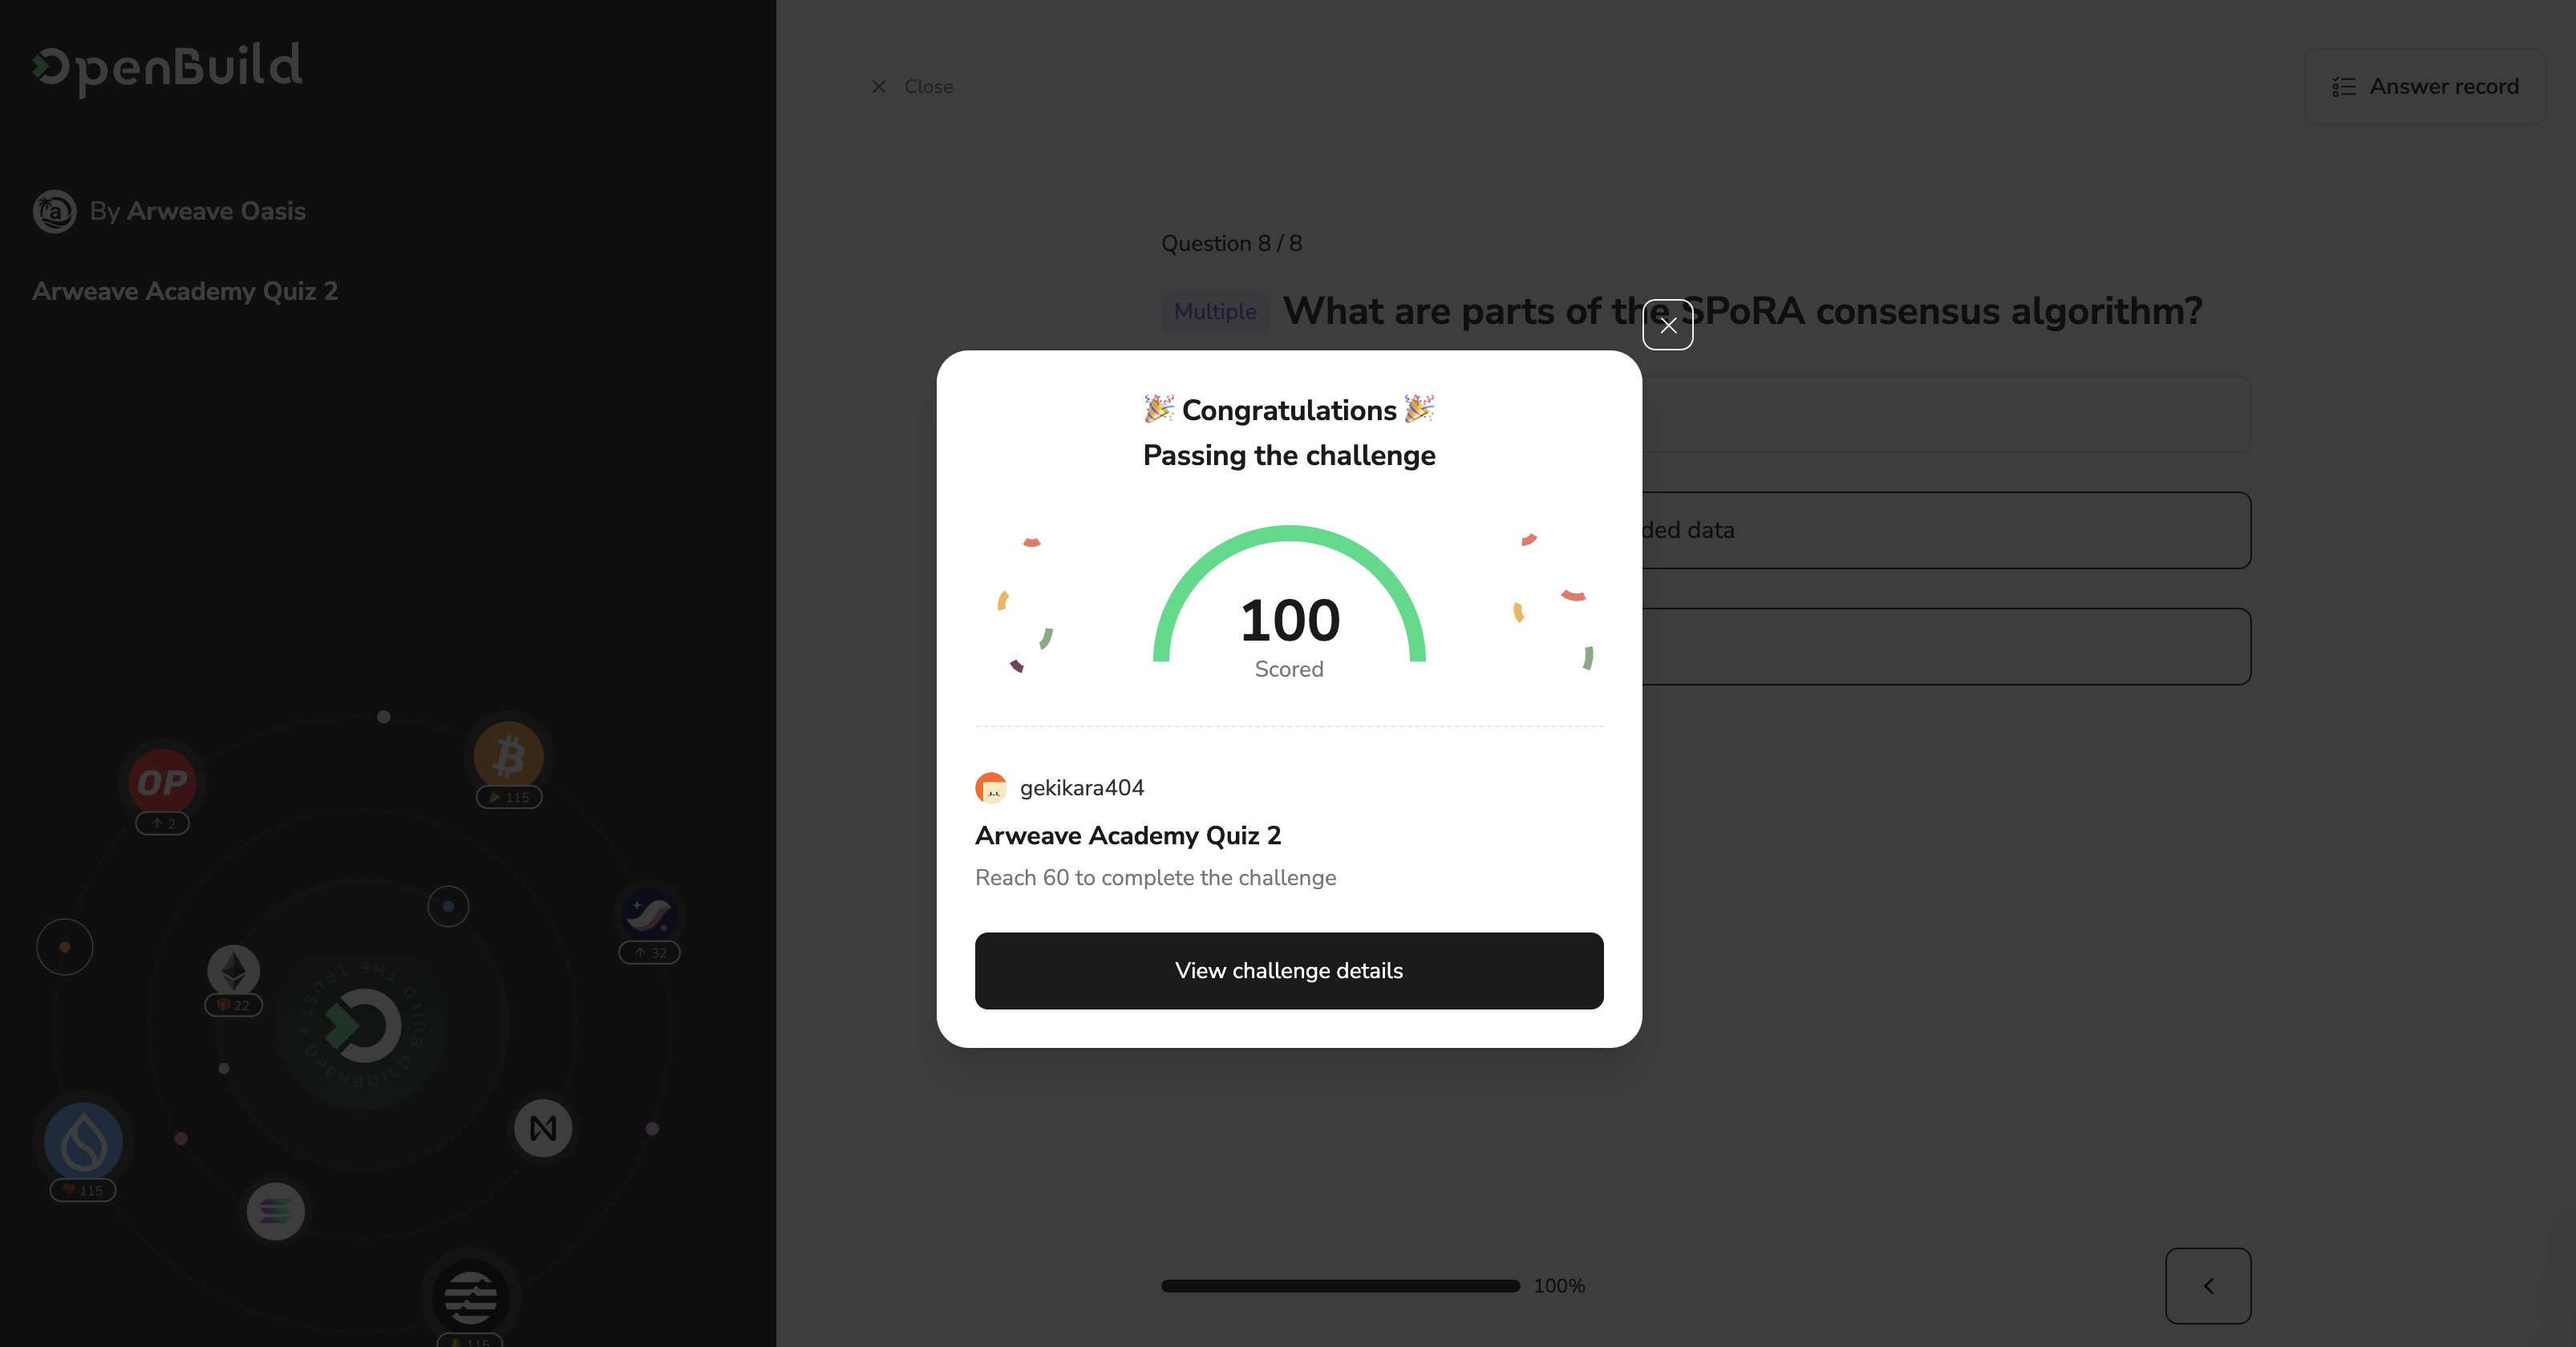 OpenBuild
By Arweave Oasis
Arweave Academy Quiz 2
OP
↑ 2
115
↑ 32
22
BUILD THE TRUST
OPENBUILD
115
115
× Close
Answer record
Question 8 / 8
Multiple
What are parts of the SPoRA consensus algorithm?
ded data
🎉 Congratulations 🎉
Passing the challenge
100
Scored
gekikara404
Arweave Academy Quiz 2
Reach 60 to complete the challenge
View challenge details
100%